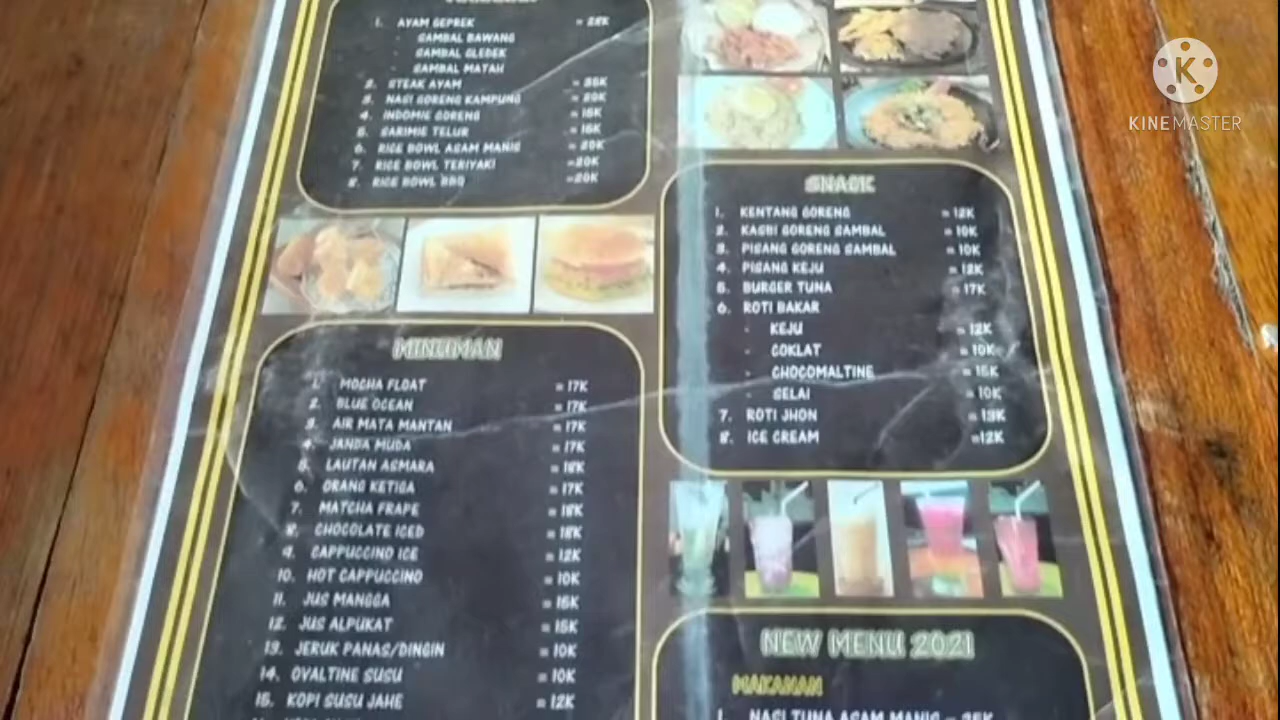 1. AYAM GEPREK = 25K
- SAMBAL BAWANG
- SAMBAL GLEDEK
- SAMBAL MATAH
2. STEAK AYAM = 35K
3. NASI GORENG KAMPUNG = 20K
4. INDOMIE GORENG = 15K
5. SARIMIE TELUR = 15K
6. RICE BOWL ASAM MANIS = 20K
7. RICE BOWL TERIYAKI =20K
8. RICE BOWL BBQ =20K
MINUMAN
1. MOCHA FLOAT = 17K
2. BLUE OCEAN = 17K
3. AIR MATA MANTAN = 17K
4. JANDA MUDA = 17K
5. LAUTAN ASMARA = 18K
6. ORANG KETIGA = 17K
7. MATCHA FRAPE = 18K
8. CHOCOLATE ICED = 18K
9. CAPPUCCINO ICE = 12K
10. HOT CAPPUCCINO = 10K
11. JUS MANGGA = 15K
12. JUS ALPUKAT = 15K
13. JERUK PANAS/DINGIN = 10K
14. OVALTINE SUSU = 10K
15. KOPI SUSU JAHE = 12K
SNACK
1. KENTANG GORENG = 12K
2. KASBI GORENG SAMBAL = 10K
3. PISANG GORENG SAMBAL = 10K
4. PISANG KEJU = 12K
5. BURGER TUNA = 17K
6. ROTI BAKAR
- KEJU = 12K
- COKLAT = 10K
- CHOCOMALTINE = 15K
- SELAI = 10K
7. ROTI JHON = 13K
8. ICE CREAM =12K
NEW MENU 2021
MAKANAN
1. NASI TUNA ASAM MANIS = 25K
K
KINEMASTER